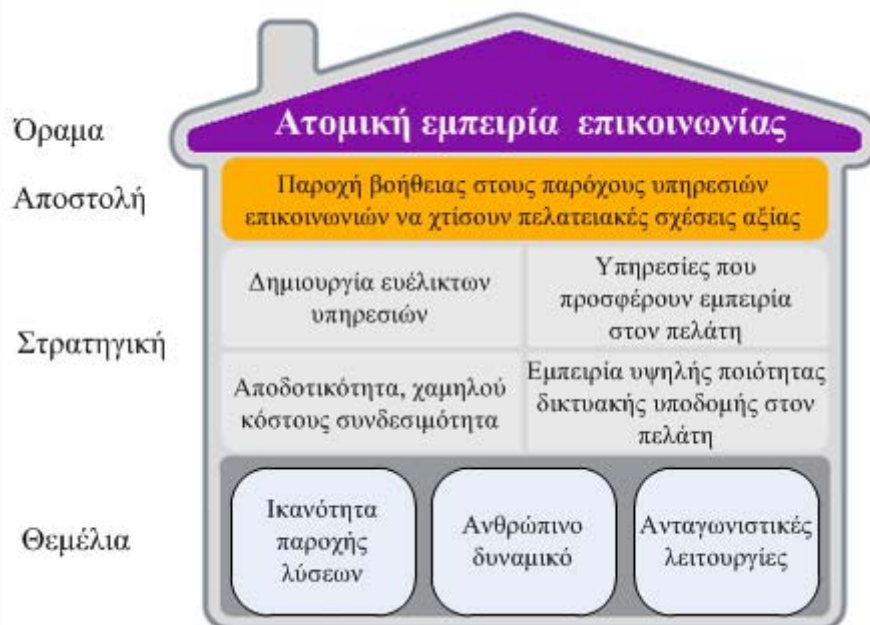 Όραμα
Ατομική εμπειρία επικοινωνίας
Αποστολή
Παροχή βοήθειας στους παρόχους υπηρεσιών
επικοινωνιών να χτίσουν πελατειακές σχέσεις αξίας
Στρατηγική
Δημιουργία ευέλικτων
υπηρεσιών
Υπηρεσίες που
προσφέρουν εμπειρία
στον πελάτη
Αποδοτικότητα, χαμηλού
κόστους συνδεσιμότητα
Εμπειρία υψηλής ποιότητας
δικτυακής υποδομής στον
πελάτη
Θεμέλια
Ικανότητα
παροχής
λύσεων
Ανθρώπινο
δυναμικό
Ανταγωνιστικές
λειτουργίες